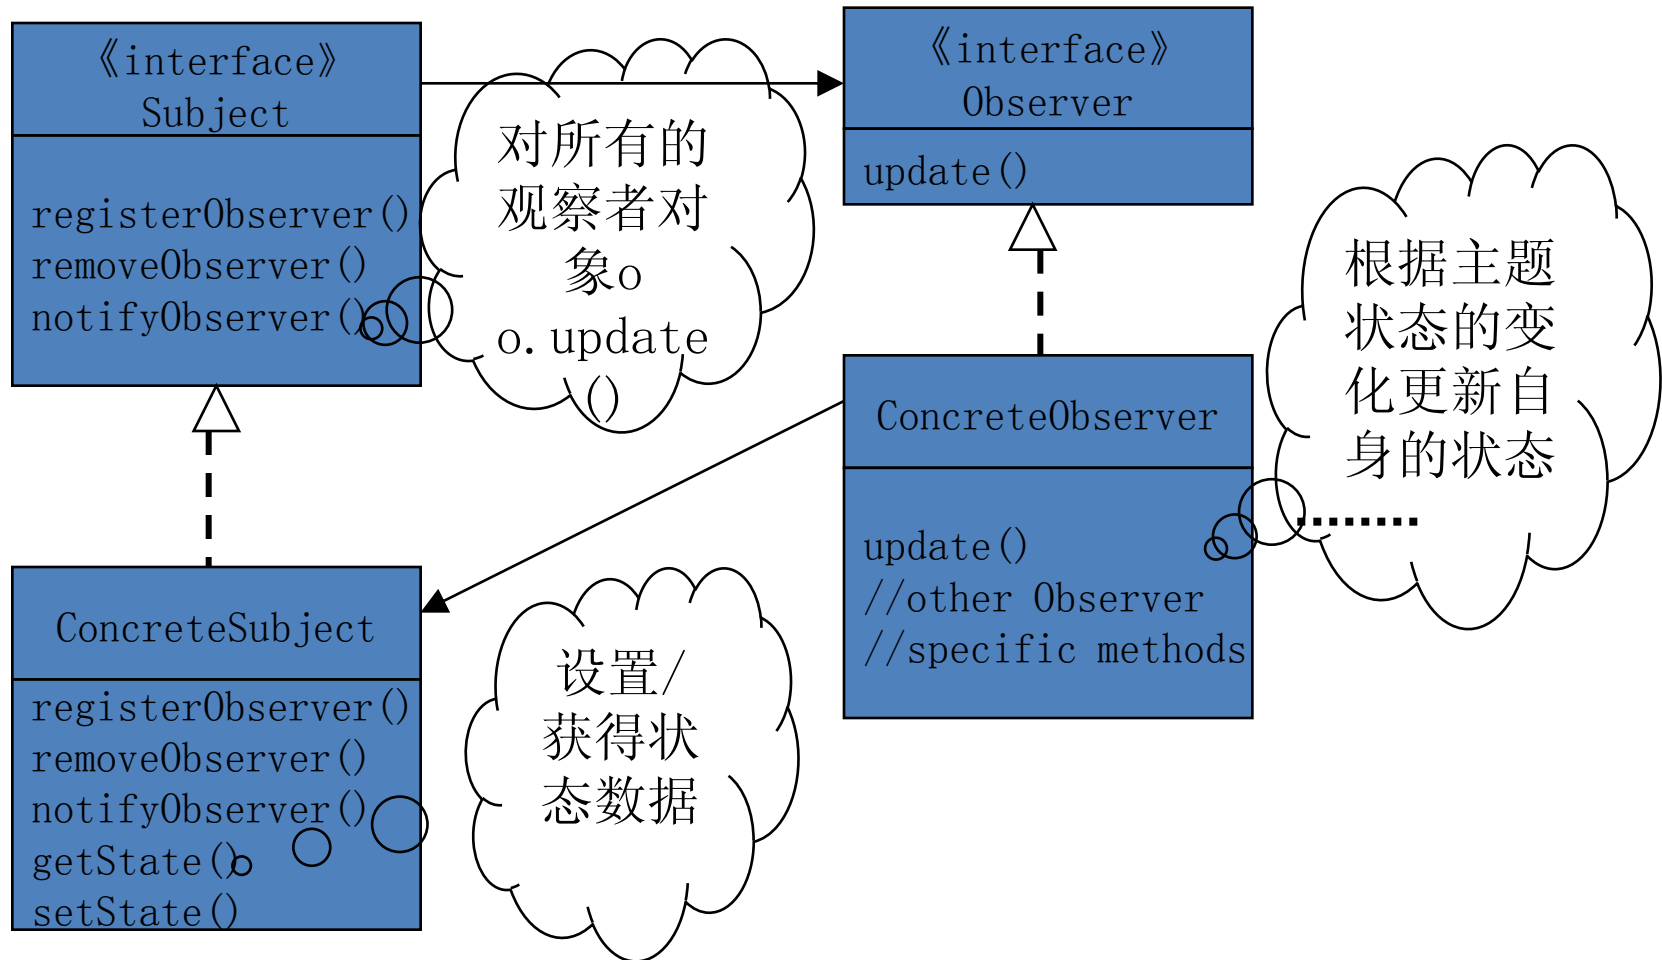 《interface》
Subject
registerObserver()
removeObserver()
notifyObserver()
对所有的
观察者对
象o
o.update
()
《interface》
Observer
update()
根据主题
状态的变
化更新自
身的状态
ConcreteObserver
update()
//other Observer
//specific methods
ConcreteSubject
registerObserver()
removeObserver()
notifyObserver()
getState()
setState()
设置/
获得状
态数据